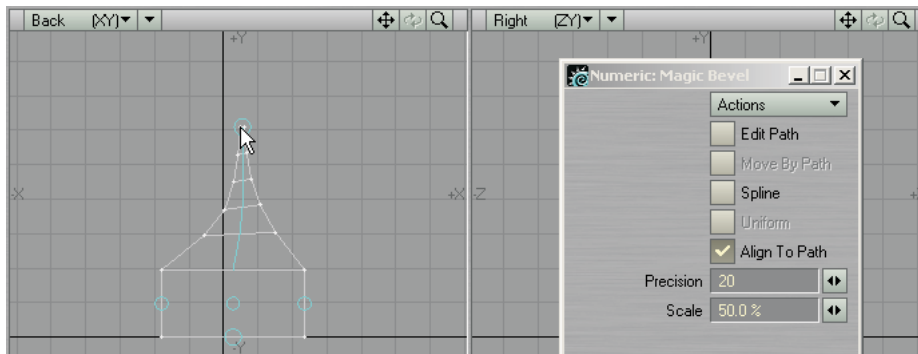 Back (XY)
Right (ZY)
+Y
+Y
-X
+X
-Z
-Y
Numeric: Magic Bevel
Actions
Edit Path
Move By Path
Spline
Uniform
Align To Path
Precision 20
Scale 50.0 %